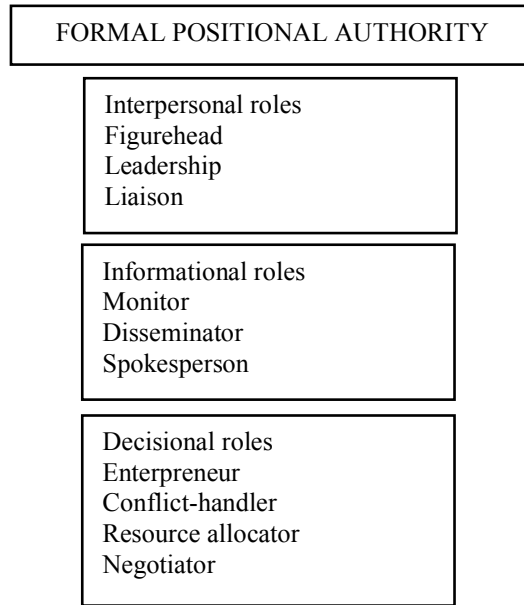 FORMAL POSITIONAL AUTHORITY
Interpersonal roles
Figurehead
Leadership
Liaison
Informational roles
Monitor
Disseminator
Spokesperson
Decisional roles
Enterpreneur
Conflict-handler
Resource allocator
Negotiator